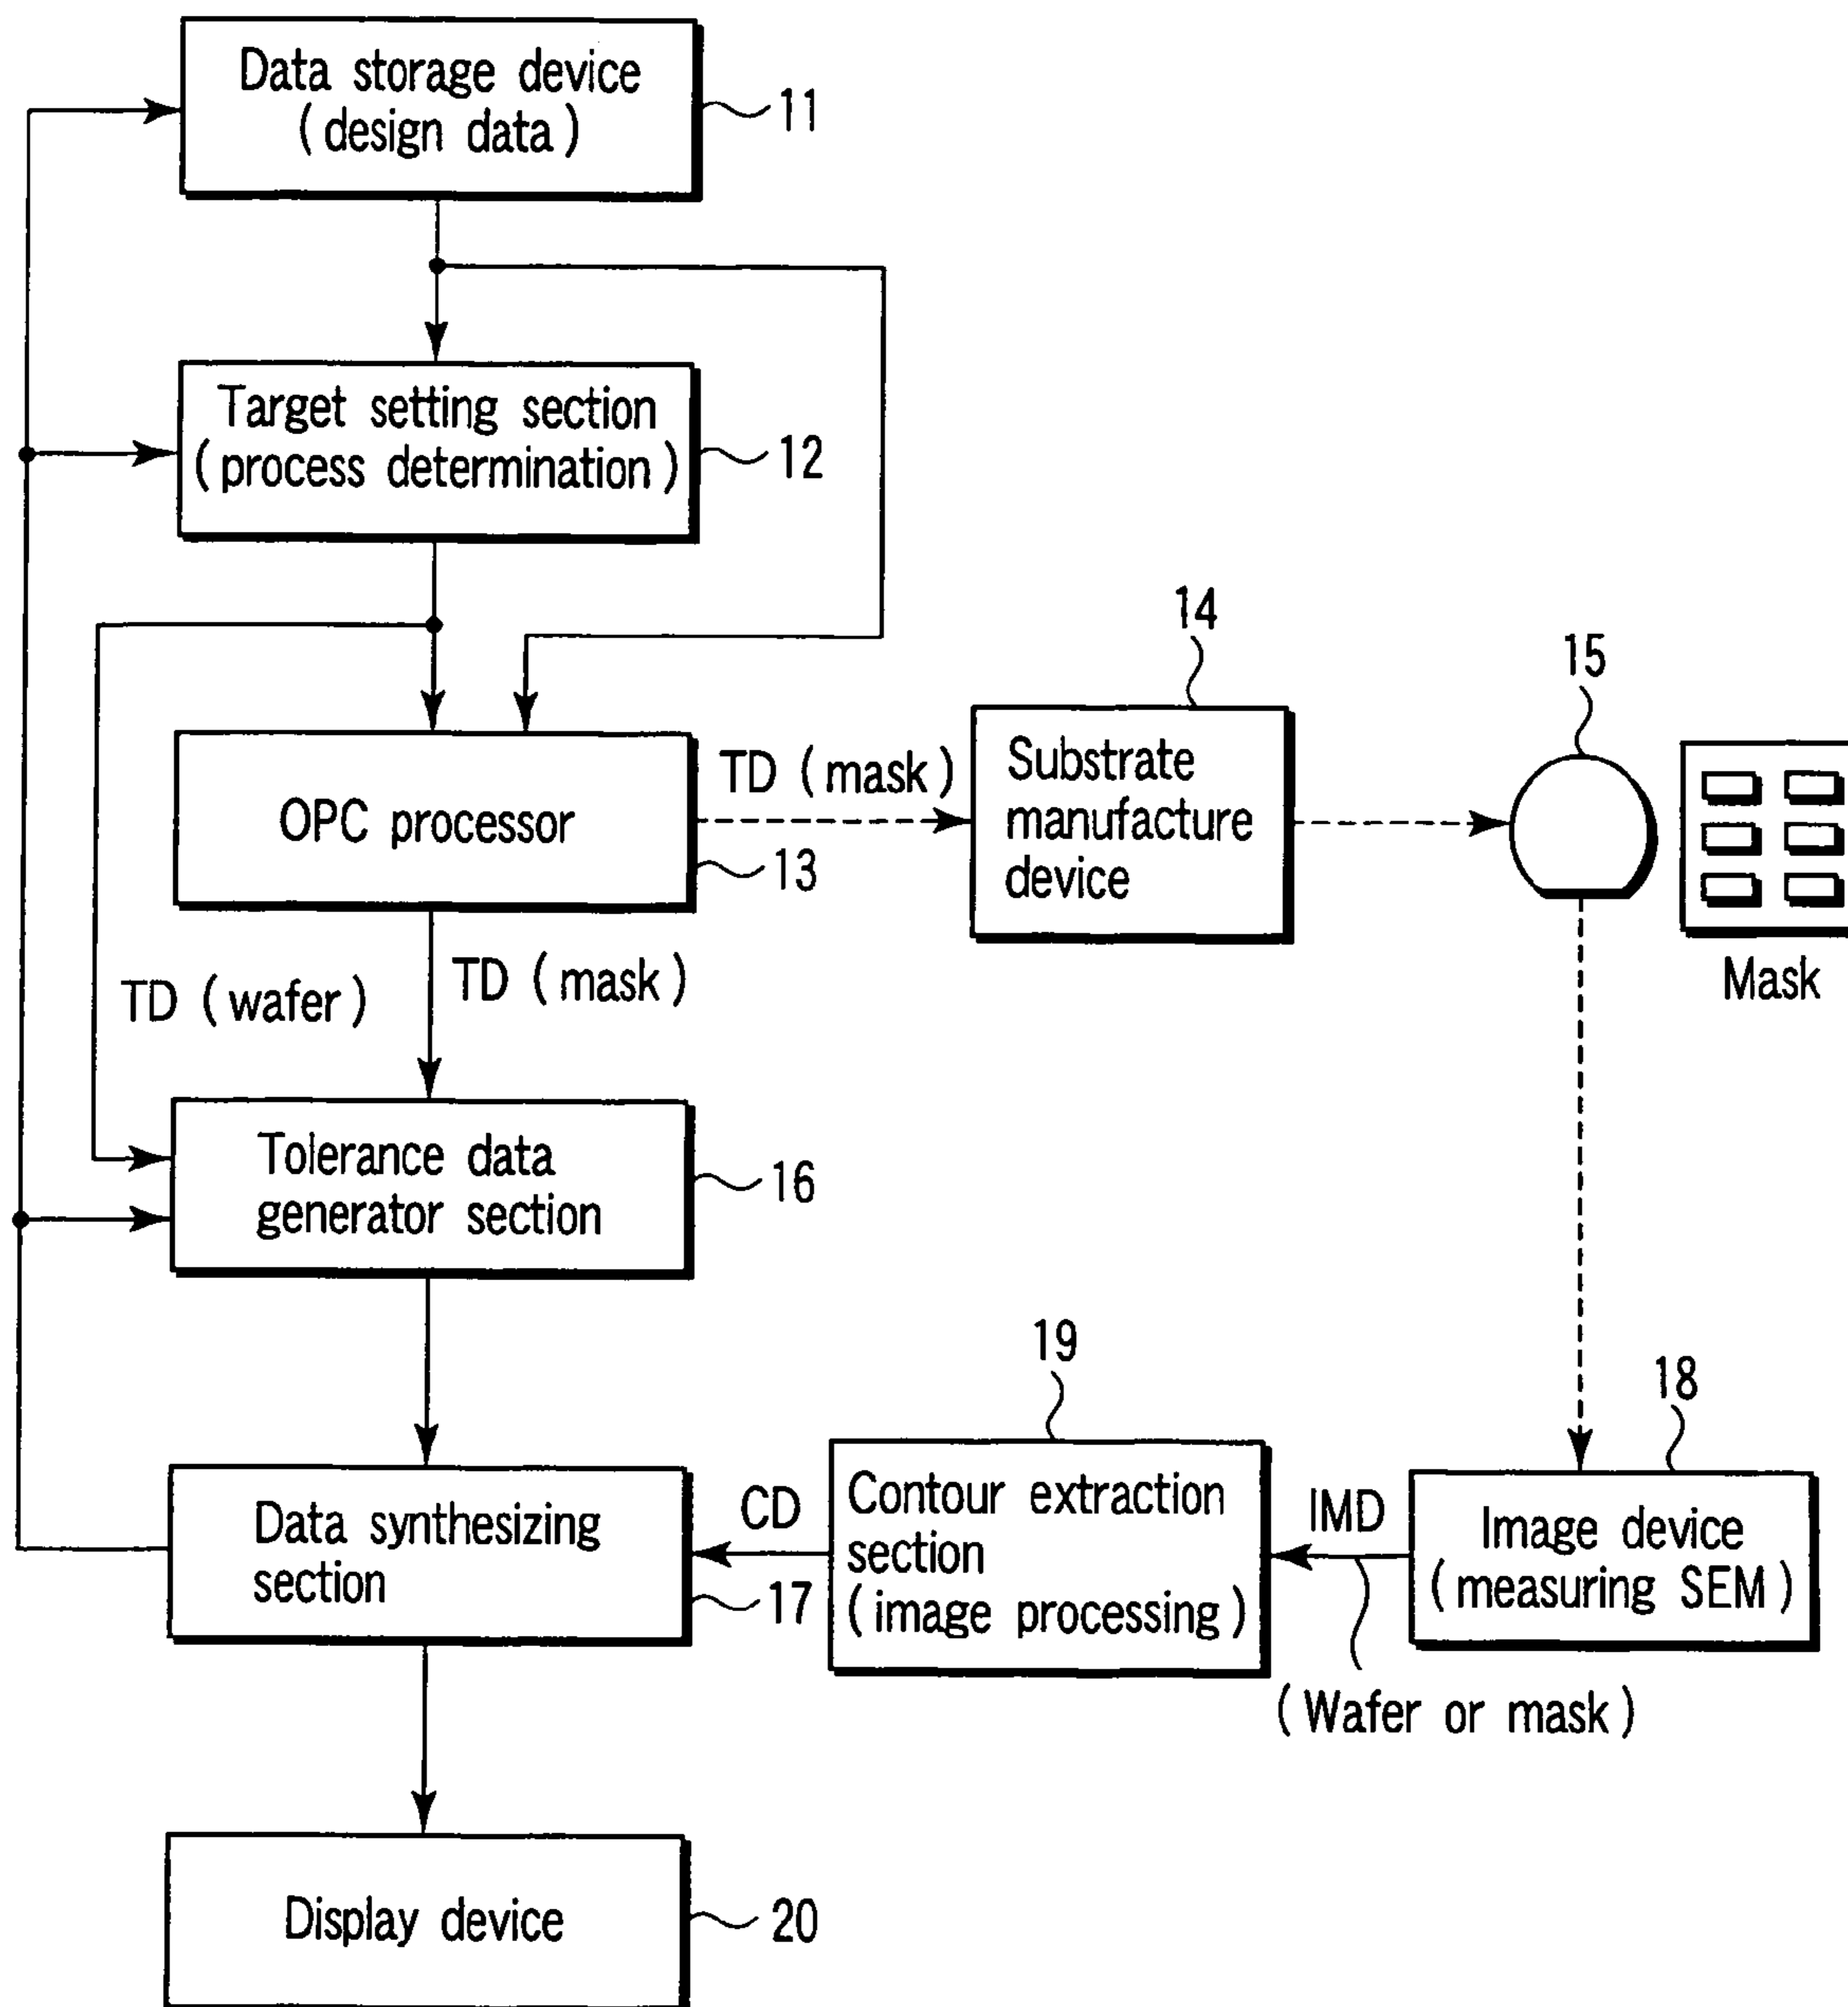 Data storage device
(design data)
11
Target setting section
(process determination)
12
14
15
OPC processor
13
TD (mask)
Substrate
manufacture
device
Mask
TD (wafer)
TD (mask)
Tolerance data
generator section
16
19
18
Data synthesizing
section
17
CD
Contour extraction
section
(image processing)
IMD
Image device
(measuring SEM)
(Wafer or mask)
Display device
20